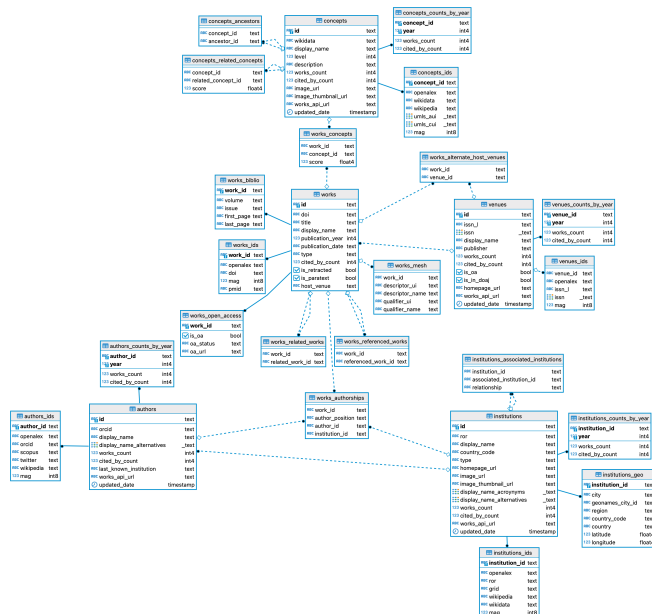 concepts_ancestors
concept_id text
ancestor_id text
concepts_related_concepts
concept_id text
related_concept_id text
score float4
concepts
id text
wikidata text
display_name text
level int4
description text
works_count int4
cited_by_count int4
image_url text
image_thumbnail_url text
works_api_url text
updated_date timestamp
concepts_counts_by_year
concept_id text
year int4
works_count int4
cited_by_count int4
concepts_ids
concept_id text
openalex text
wikidata text
wikipedia text
umls_aui _text
umls_cui _text
mag int8
works_concepts
work_id text
concept_id text
score float4
works_alternate_host_venues
work_id text
venue_id text
works_biblio
work_id text
volume text
issue text
first_page text
last_page text
works
id text
doi text
title text
display_name text
publication_year int4
publication_date text
type text
cited_by_count int4
is_retracted bool
is_paratext bool
host_venue text
venues
id text
issn_l text
issn _text
display_name text
publisher text
works_count int4
cited_by_count int4
is_oa bool
is_in_doaj bool
homepage_url text
works_api_url text
updated_date timestamp
venues_counts_by_year
venue_id text
year int4
works_count int4
cited_by_count int4
works_ids
work_id text
openalex text
doi text
mag int8
pmid text
works_mesh
work_id text
descriptor_ui text
descriptor_name text
qualifier_ui text
qualifier_name text
venues_ids
venue_id text
openalex text
issn_l text
issn _text
mag int8
works_open_access
work_id text
is_oa bool
oa_status text
oa_url text
works_related_works
work_id text
related_work_id text
works_referenced_works
work_id text
referenced_work_id text
authors_counts_by_year
author_id text
year int4
works_count int4
cited_by_count int4
institutions_associated_institutions
institution_id text
associated_institution_id text
relationship text
works_authorships
work_id text
author_position text
author_id text
institution_id text
authors_ids
author_id text
openalex text
orcid text
scopus text
twitter text
wikipedia text
mag int8
authors
id text
orcid text
display_name text
display_name_alternatives _text
works_count int4
cited_by_count int4
last_known_institution text
works_api_url text
updated_date timestamp
institutions
id text
ror text
display_name text
country_code text
type text
homepage_url text
image_url text
image_thumbnail_url text
display_name_acroynyms _text
display_name_alternatives _text
works_count int4
cited_by_count int4
works_api_url text
updated_date timestamp
institutions_counts_by_year
institution_id text
year int4
works_count int4
cited_by_count int4
institutions_geo
institution_id text
city text
geonames_city_id text
region text
country_code text
country text
latitude
longitude
institutions_ids
institution_id text
openalex text
ror text
grid text
wikipedia text
wikidata text
mag int8